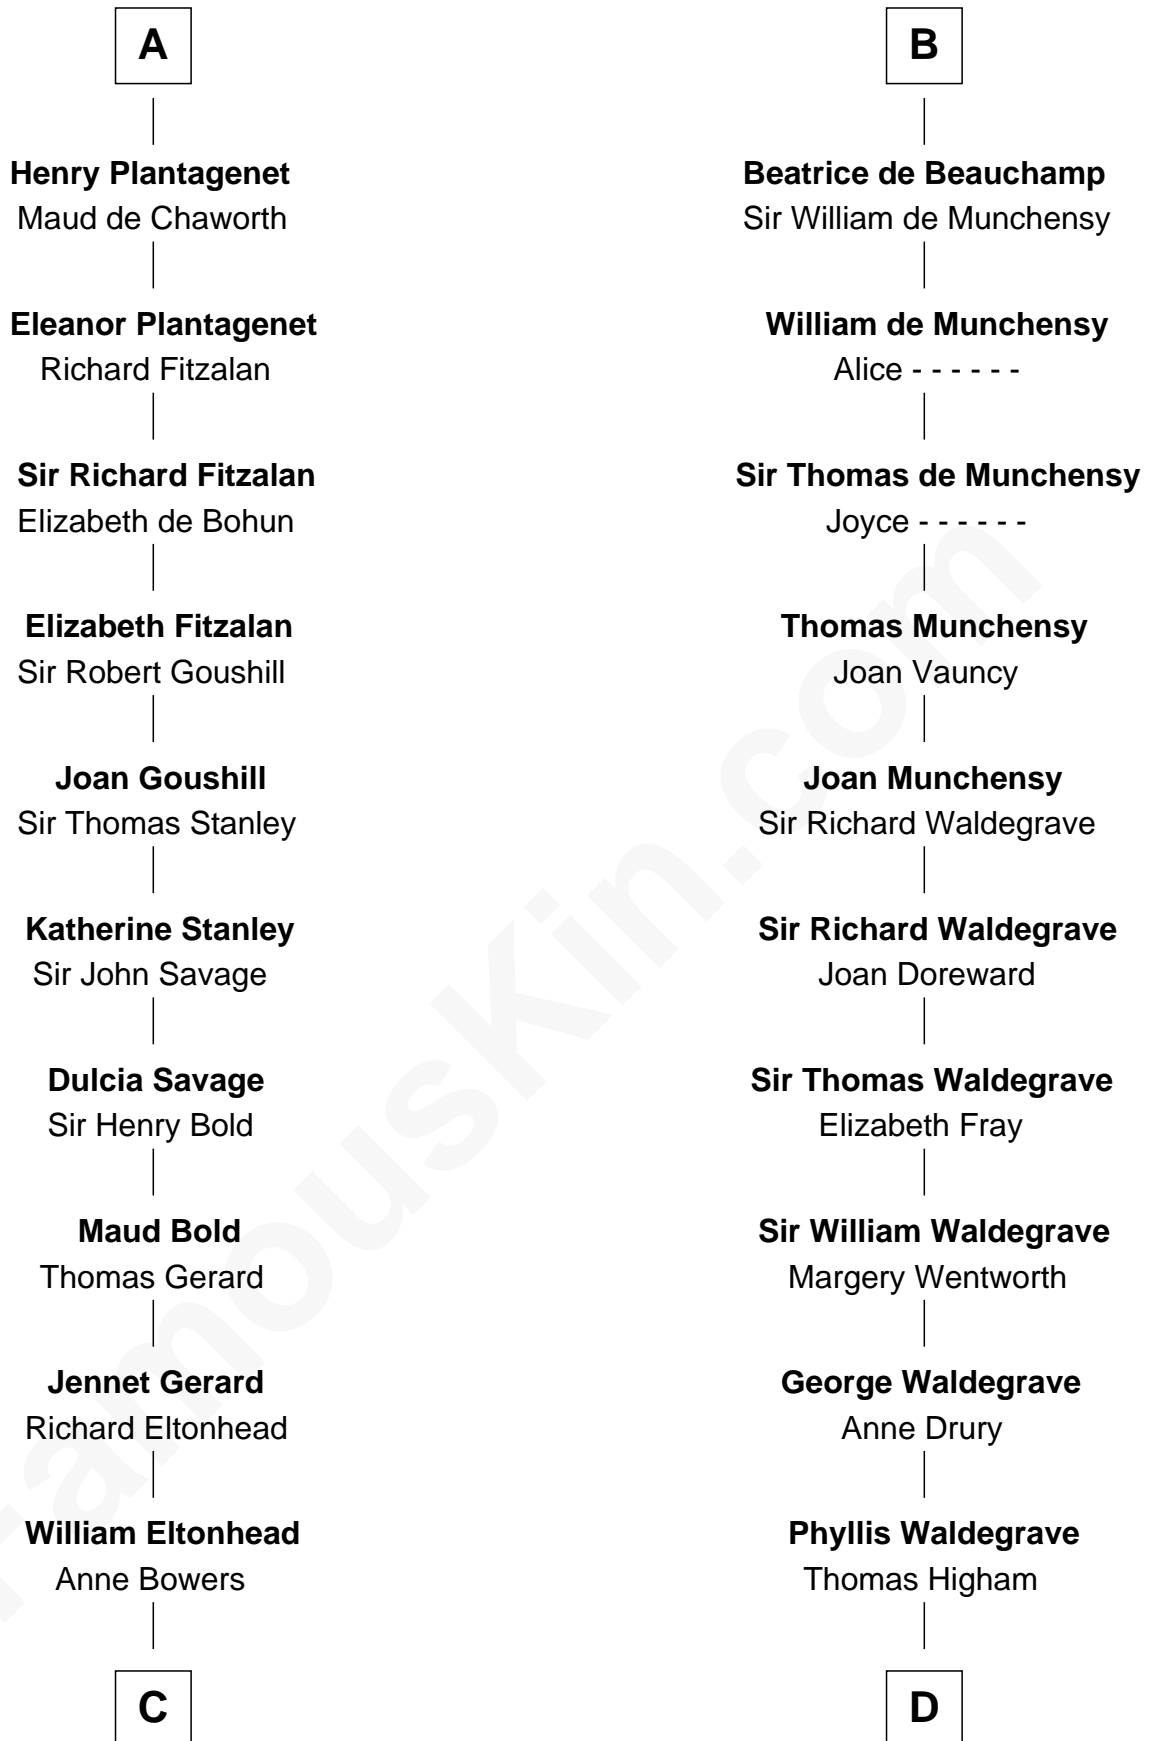 A
Henry Plantagenet
Maud de Chaworth
Eleanor Plantagenet
Richard Fitzalan
Sir Richard Fitzalan
Elizabeth de Bohun
Elizabeth Fitzalan
Sir Robert Goushill
Joan Goushill
Sir Thomas Stanley
Katherine Stanley
Sir John Savage
Dulcia Savage
Sir Henry Bold
Maud Bold
Thomas Gerard
Jennet Gerard
Richard Eltonhead
William Eltonhead
Anne Bowers
C
B
Beatrice de Beauchamp
Sir William de Munchensy
William de Munchensy
Alice - - - - - -
Sir Thomas de Munchensy
Joyce - - - - - -
Thomas Munchensy
Joan Vauncy
Joan Munchensy
Sir Richard Waldegrave
Sir Richard Waldegrave
Joan Doreward
Sir Thomas Waldegrave
Elizabeth Fray
Sir William Waldegrave
Margery Wentworth
George Waldegrave
Anne Drury
Phyllis Waldegrave
Thomas Higham
D
FamousKin.com